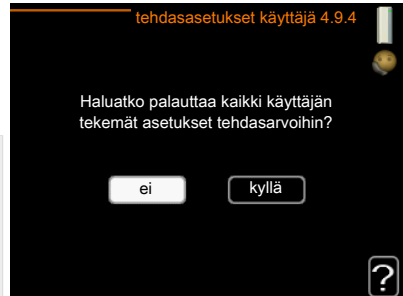 tehdasasetukset käyttäjä 4.9.4
Haluatko palauttaa kaikki käyttäjän
tekemät asetukset tehdasarvoihin?
ei
kyllä
?